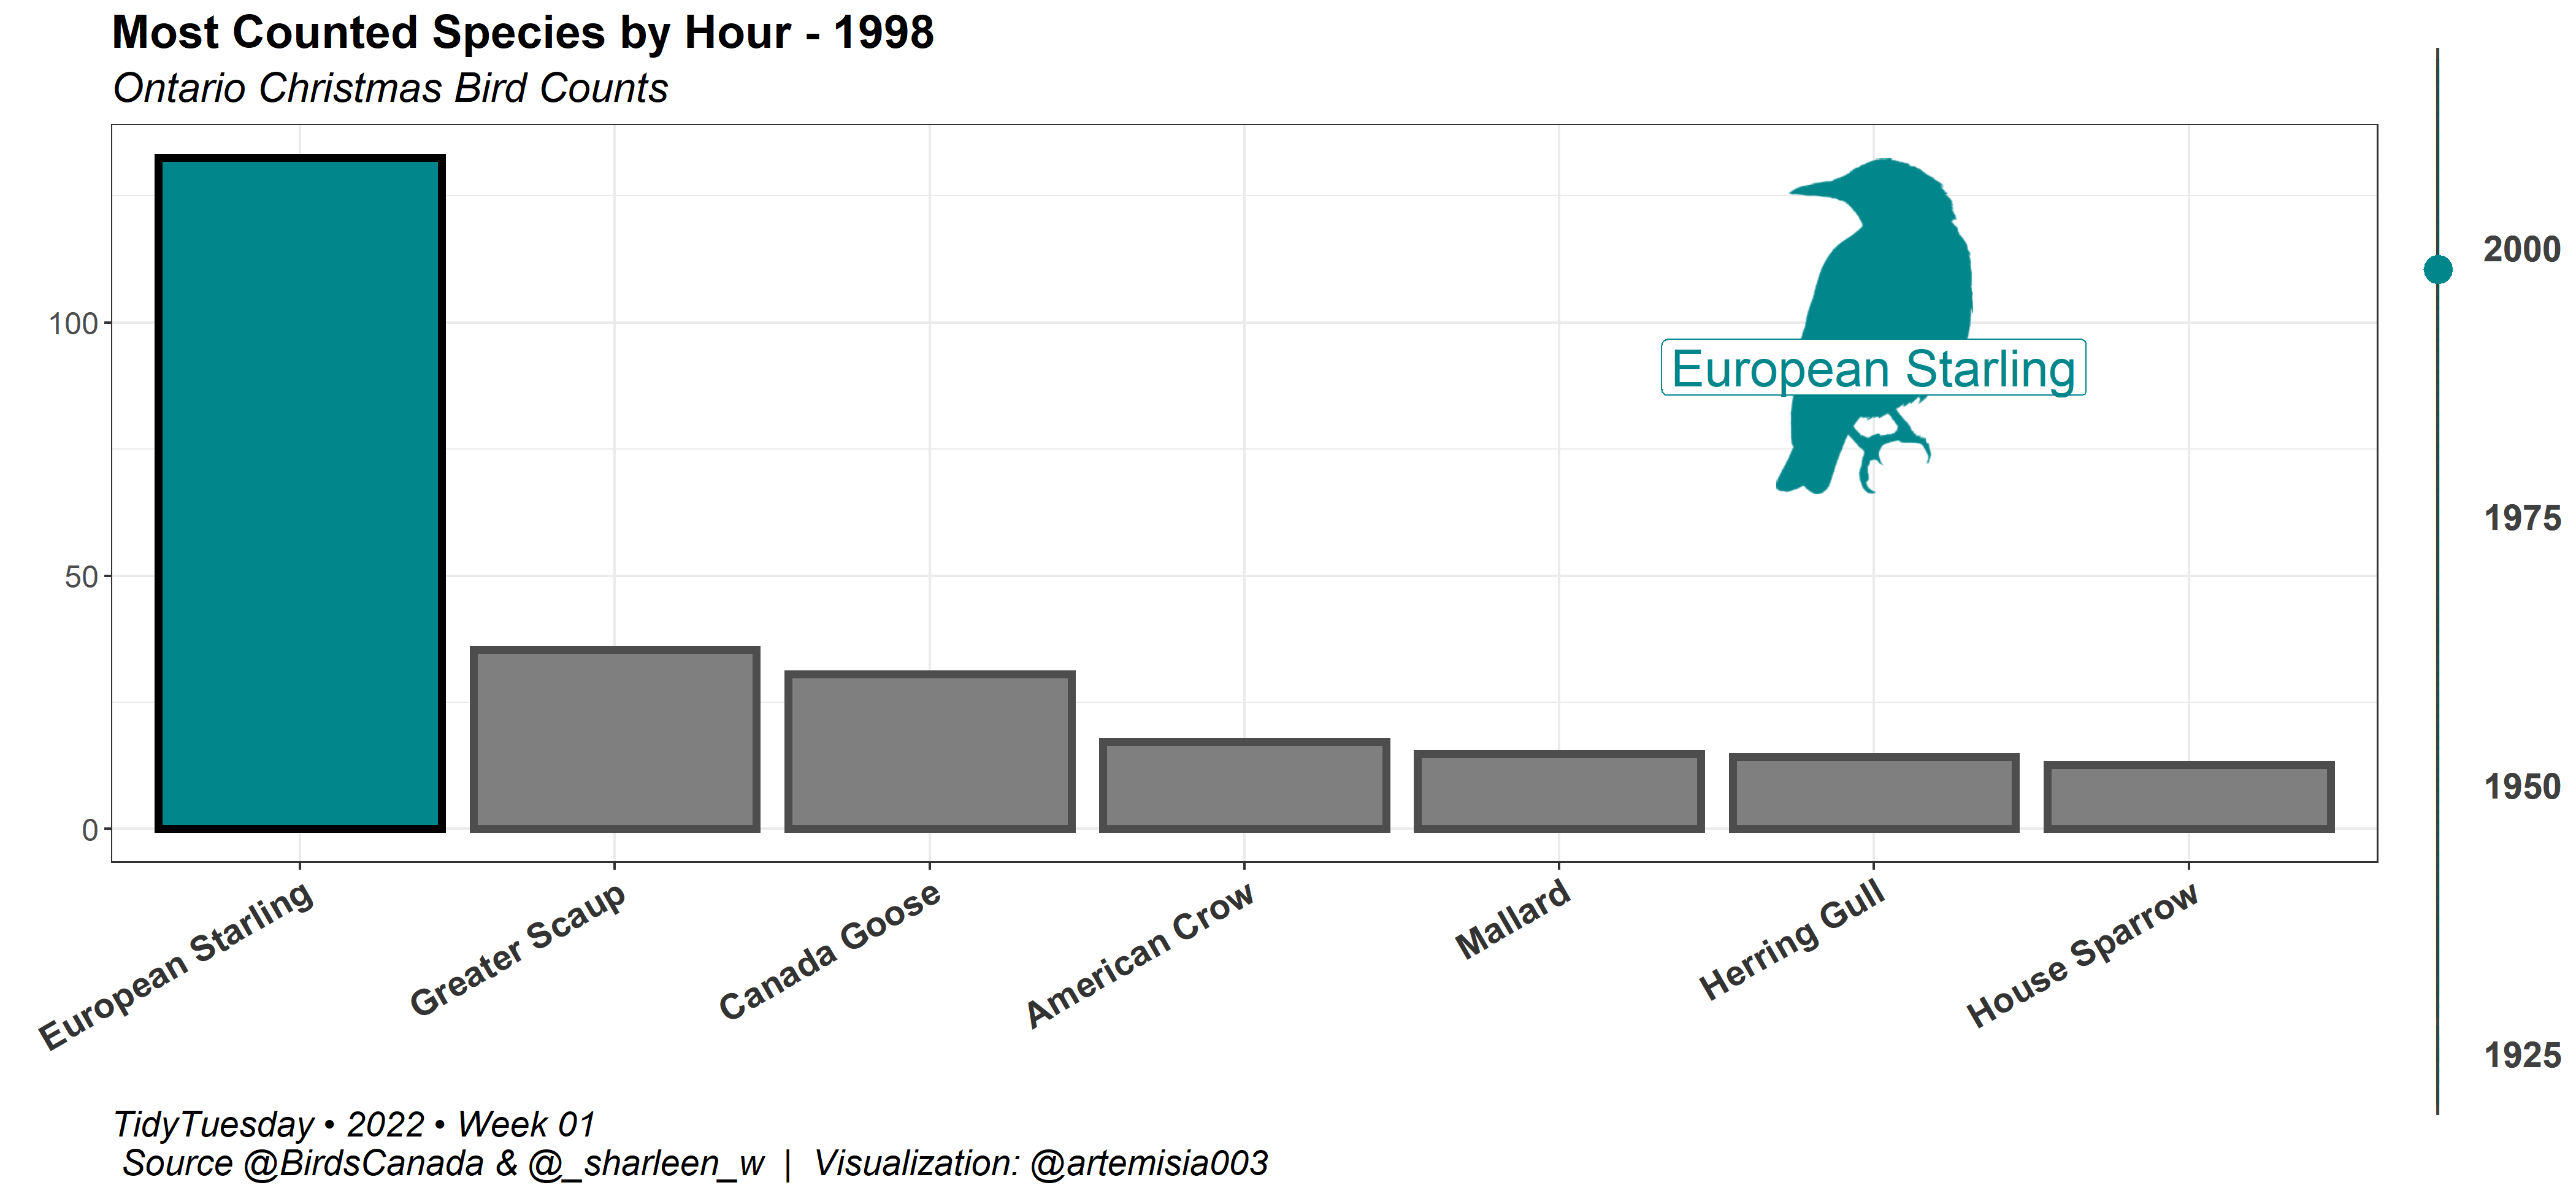 Most Counted Species by Hour - 1998
Ontario Christmas Bird Counts
100
50
0
European Starling
2000
1975
1950
1925
European Starling
Greater Scaup
Canada Goose
American Crow
Mallard
Herring Gull
House Sparrow
TidyTuesday • 2022 • Week 01
Source @BirdsCanada & @_sharleen_w | Visualization: @artemisia003